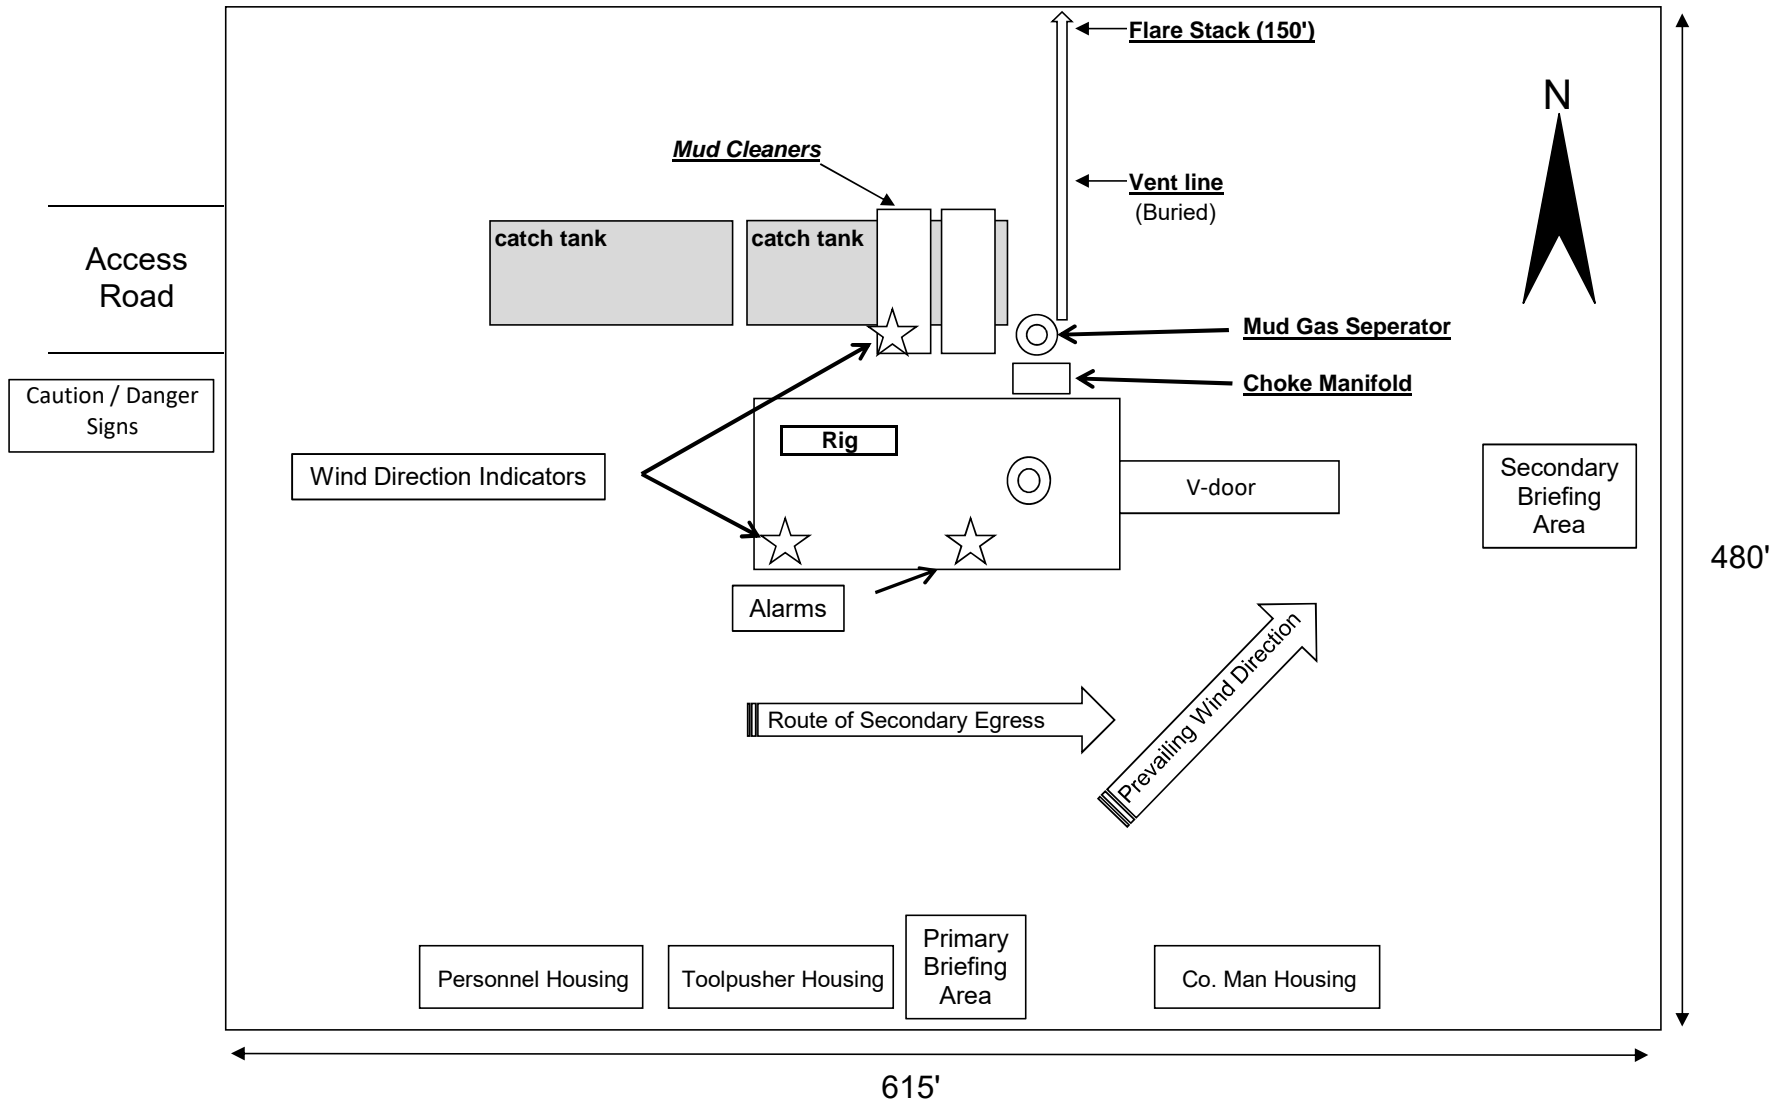 Flare Stack (150')
N
Mud Cleaners
Vent line
(Buried)
catch tank
catch tank
Access
Road
Mud Gas Seperator
Choke Manifold
Caution / Danger
Signs
Rig
Wind Direction Indicators
V-door
Secondary
Briefing
Area
480'
Alarms
Route of Secondary Egress
Prevailing Wind Direction
Personnel Housing
Toolpusher Housing
Primary
Briefing
Area
Co. Man Housing
615'